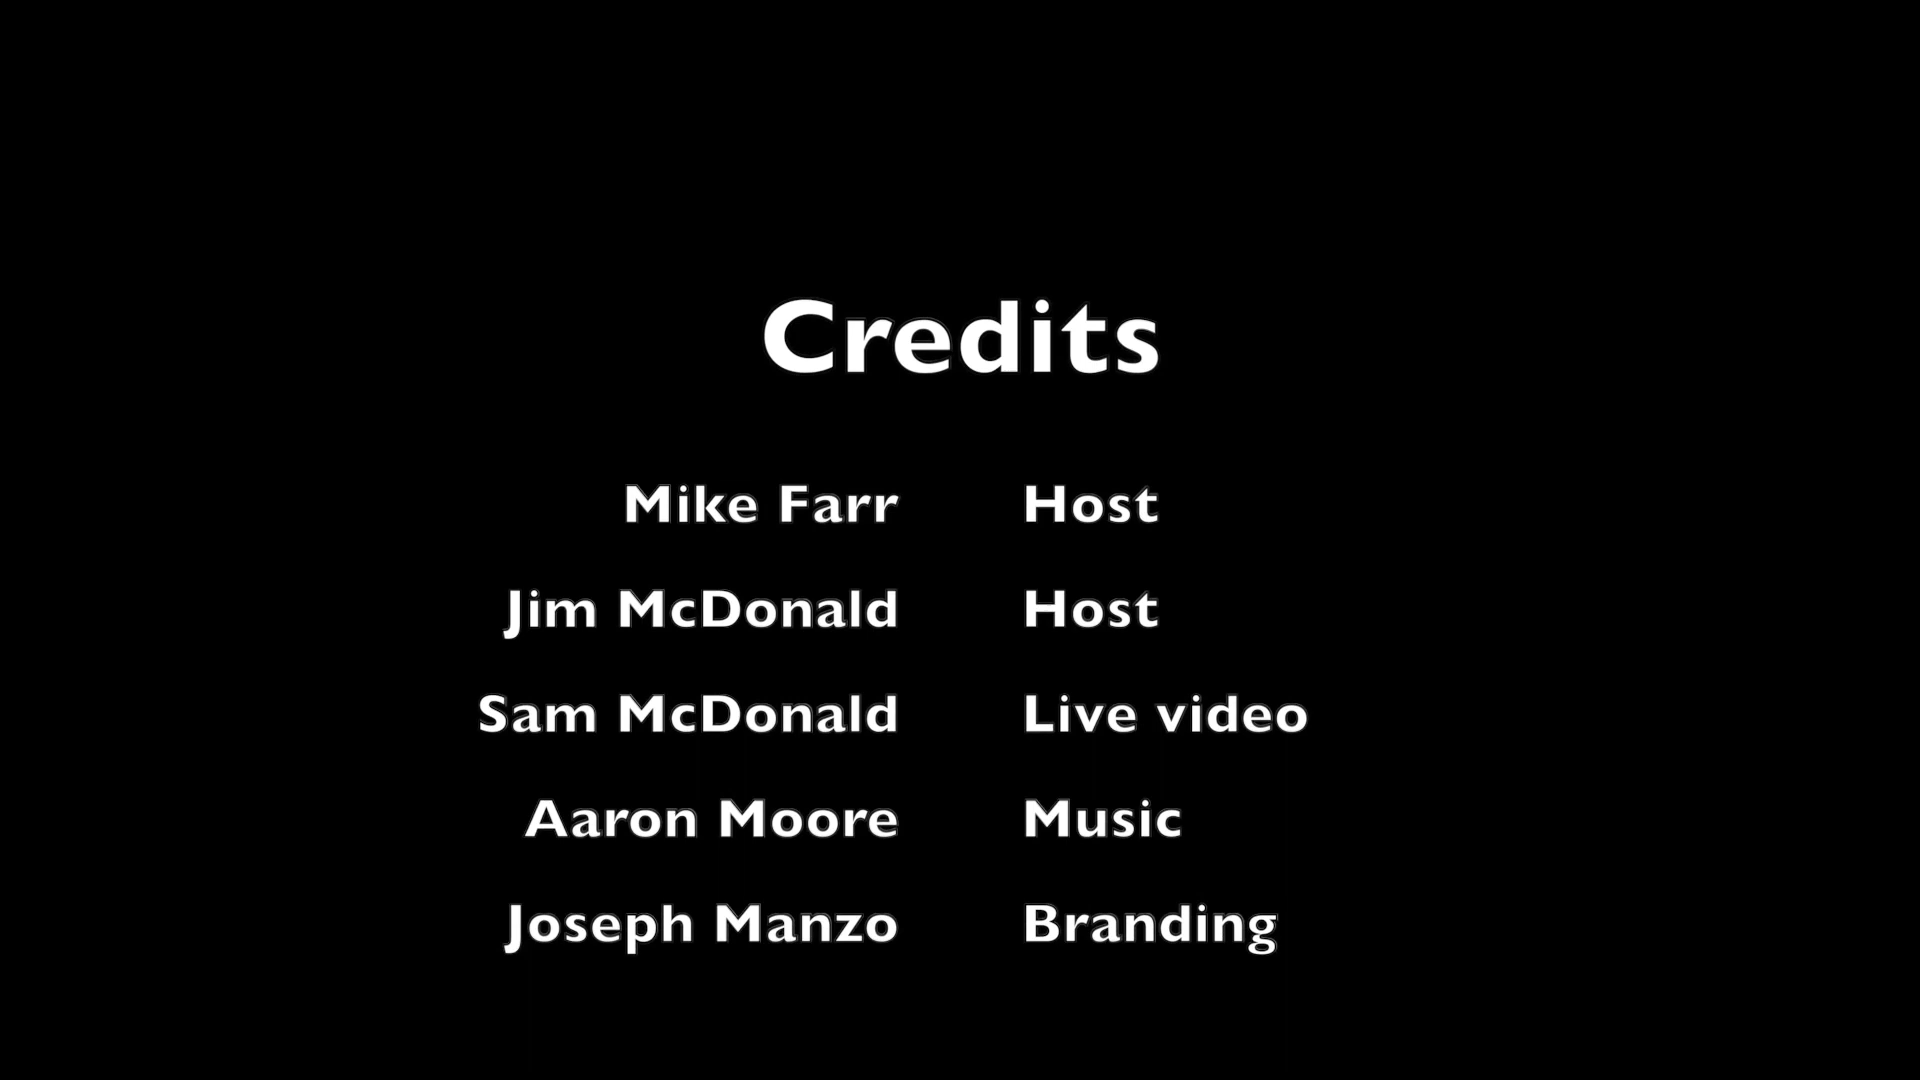 Credits
Mike Farr Host
Jim McDonald Host
Sam McDonald Live video
Aaron Moore Music
Joseph Manzo Branding